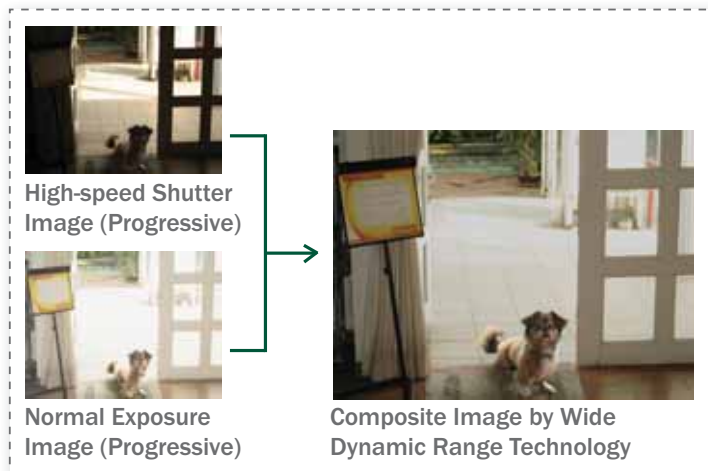 High-speed Shutter
Image (Progressive)
Normal Exposure
Image (Progressive)
Composite Image by Wide
Dynamic Range Technology